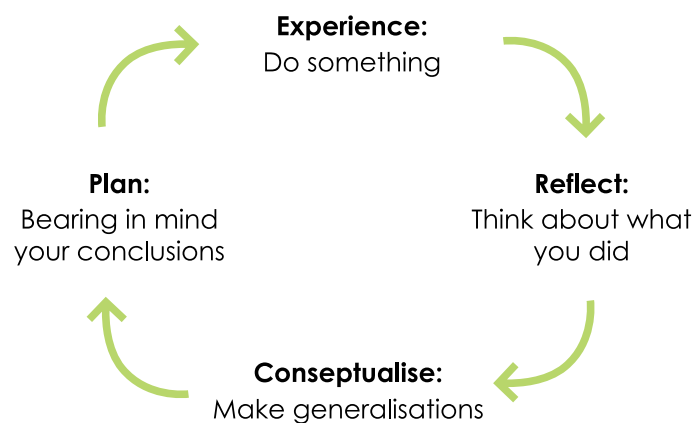 Experience:
Do something
Reflect:
Think about what
you did
Conseptualise:
Make generalisations
Plan:
Bearing in mind
your conclusions